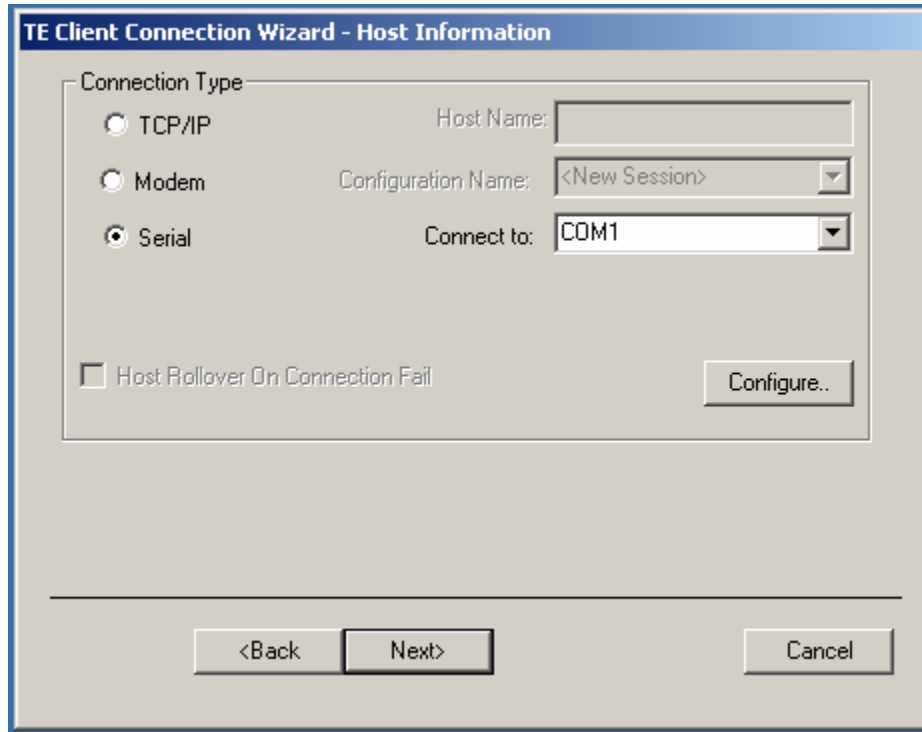 TE Client Connection Wizard - Host Information
Connection Type
TCP/IP
Host Name:
Modem
Configuration Name:
<New Session>
Serial
Connect to:
COM1
Host Rollover On Connection Fail
Configure..
<Back
Next>
Cancel